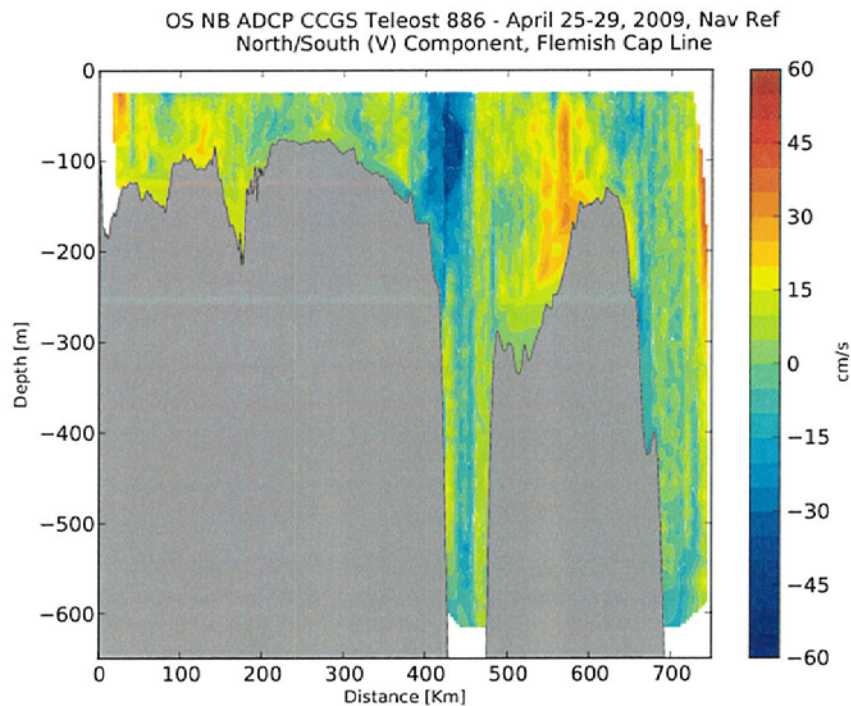 OS NB ADCP CCGS Teleost 886 - April 25-29, 2009, Nav Ref
North/South (V) Component, Flemish Cap Line
0
−100
−200
−300
−400
−500
−600
Depth [m]
0 100 200 300 400 500 600 700
Distance [Km]
60
45
30
15
0
−15
−30
−45
−60
cm/s